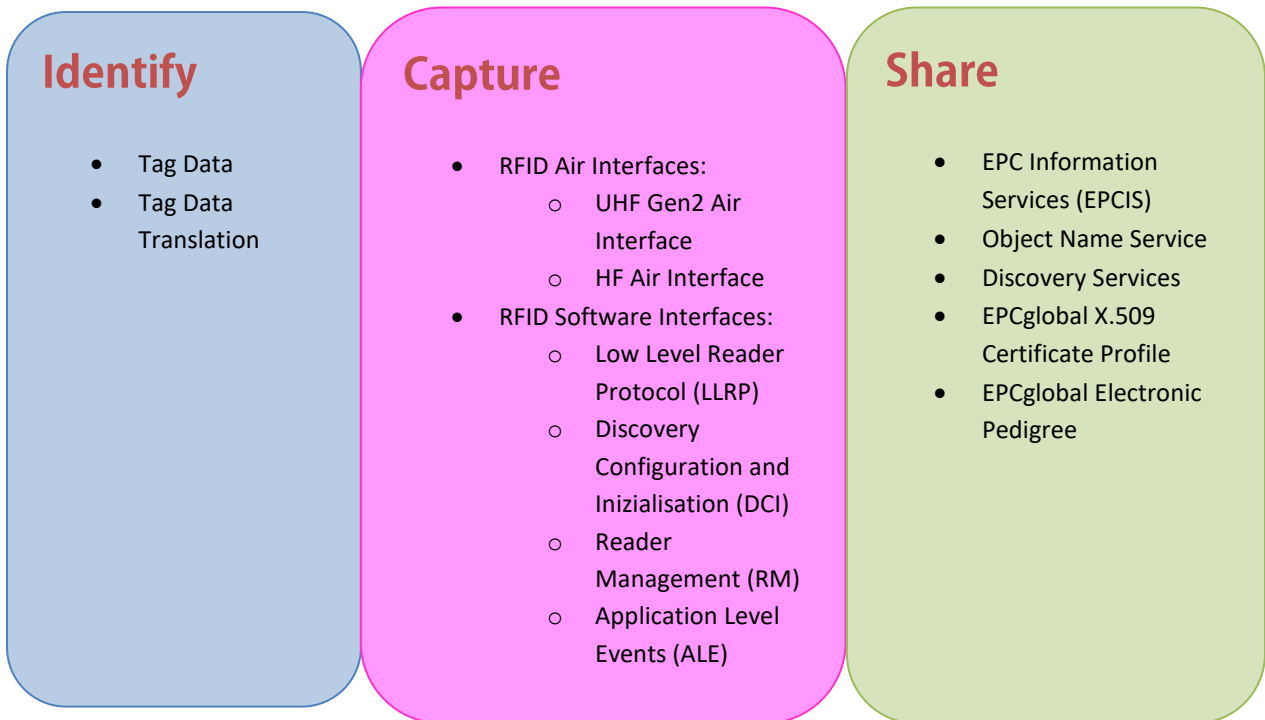 Identify
• Tag Data
• Tag Data
Translation
Capture
• RFID Air Interfaces:
o UHF Gen2 Air
Interface
o HF Air Interface
• RFID Software Interfaces:
o Low Level Reader
Protocol (LLRP)
o Discovery
Configuration and
Inizialisation (DCI)
o Reader
Management (RM)
o Application Level
Events (ALE)
Share
• EPC Information
Services (EPCIS)
• Object Name Service
• Discovery Services
• EPCglobal X.509
Certificate Profile
• EPCglobal Electronic
Pedigree